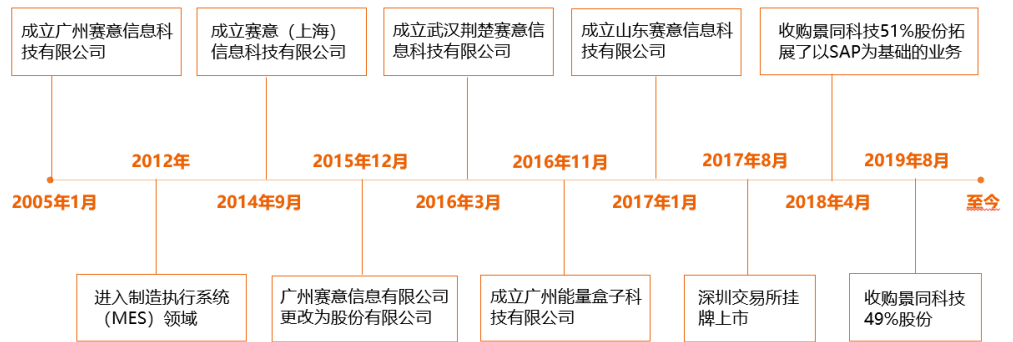 成立广州赛意信息科
技有限公司
成立赛意（上海）
信息科技有限公司
成立武汉荆楚赛意信
息科技有限公司
成立山东赛意信息科
技有限公司
收购景同科技51%股份拓
展了以SAP为基础的业务
2012年
2015年12月
2016年11月
2017年8月
2019年8月
2005年1月
2014年9月
2016年3月
2017年1月
2018年4月
至今
进入制造执行系统
（MES）领域
广州赛意信息有限公司
更改为股份有限公司
成立广州能量盒子科
技有限公司
深圳交易所挂
牌上市
收购景同科技
49%股份